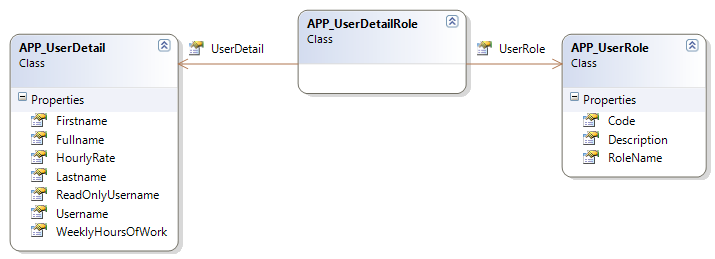 APP_UserDetail
Class
Properties
Firstname
Fullname
HourlyRate
Lastname
ReadOnlyUsername
Username
WeeklyHoursOfWork
UserDetail
APP_UserDetailRole
Class
UserRole
APP_UserRole
Class
Properties
Code
Description
RoleName